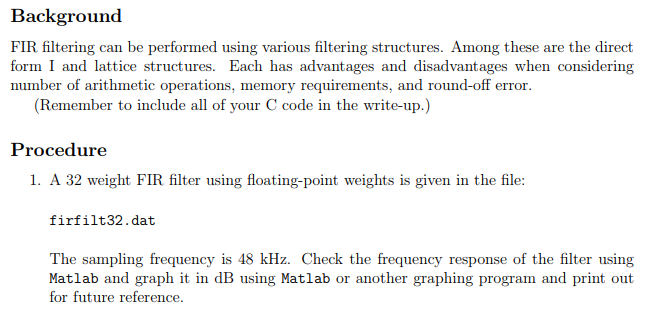 Background
FIR filtering can be performed using various filtering structures. Among these are the direct
form I and lattice structures. Each has advantages and disadvantages when considering
number of arithmetic operations, memory requirements, and round-off error.
(Remember to include all of your C code in the write-up.)
Procedure
1. A 32 weight FIR filter using floating-point weights is given in the file:
firfilt32.dat
The sampling frequency is 48 kHz. Check the frequency response of the filter using
Matlab and graph it in dB using Matlab or another graphing program and print out
for future reference.